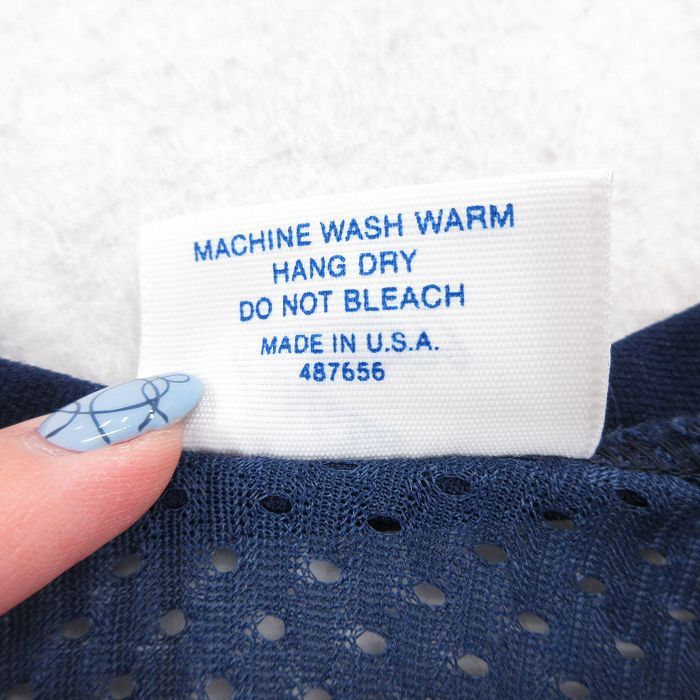 MACHINE WASH WARM
HANG DRY
DO NOT BLEACH
MADE IN U.S.A.
487656